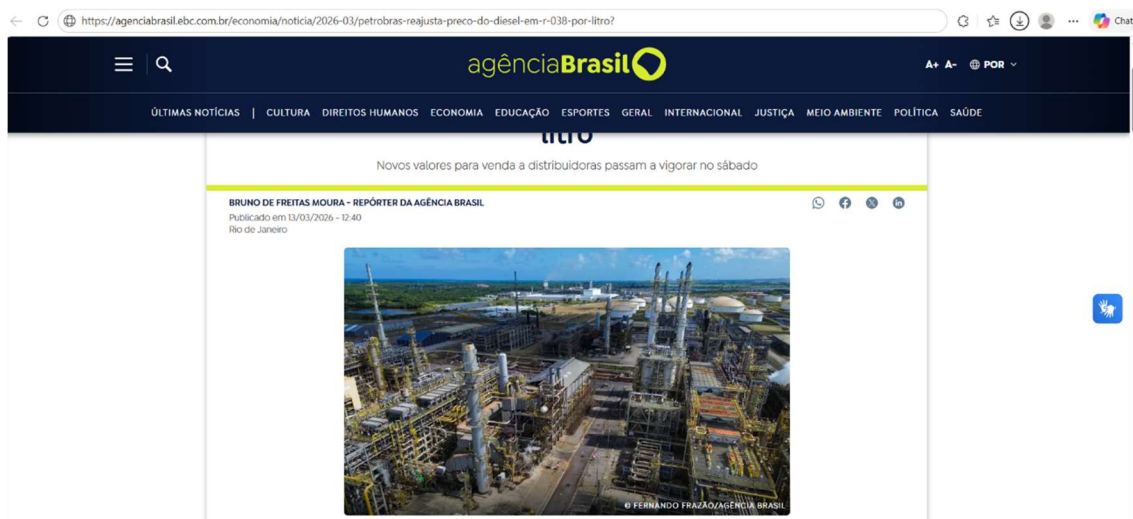 https://agenciabrasil.ebc.com.br/economia/noticia/2026-03/petrobras-reajusta-preco-do-diesel-em-r-038-por-litro?
Chat
agênciaBrasil
A+ A- POR
ÚLTIMAS NOTÍCIAS | CULTURA DIREITOS HUMANOS ECONOMIA EDUCAÇÃO ESPORTES GERAL INTERNACIONAL JUSTIÇA MEIO AMBIENTE POLÍTICA SAÚDE
litro
Novos valores para venda a distribuidoras passam a vigorar no sábado
BRUNO DE FREITAS MOURA - REPÓRTER DA AGÊNCIA BRASIL
Publicado em 13/03/2026 - 12:40
Rio de Janeiro
© FERNANDO FRAZÃO/AGÊNCIA BRASIL